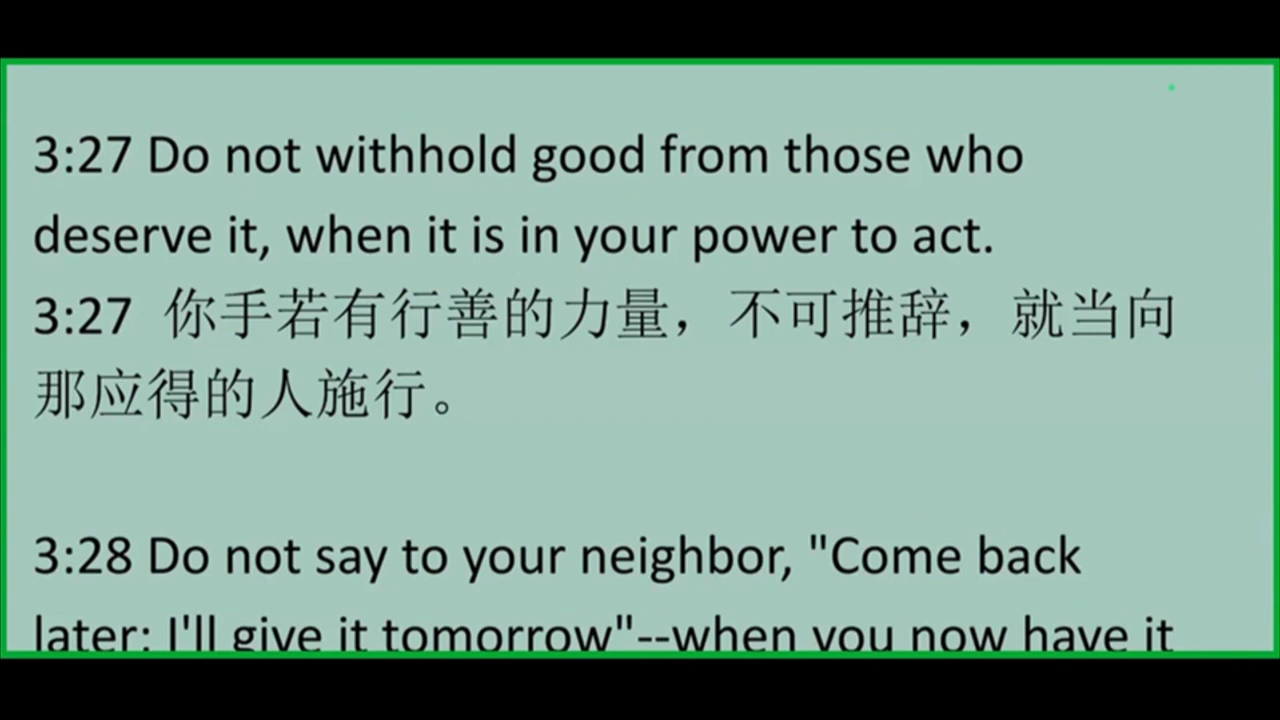 3:27 Do not withhold good from those who
deserve it, when it is in your power to act.
3:27 你手若有行善的力量，不可推辞，就当向
那应得的人施行。
3:28 Do not say to your neighbor, "Come back
later; I'll give it tomorrow"--when you now have it